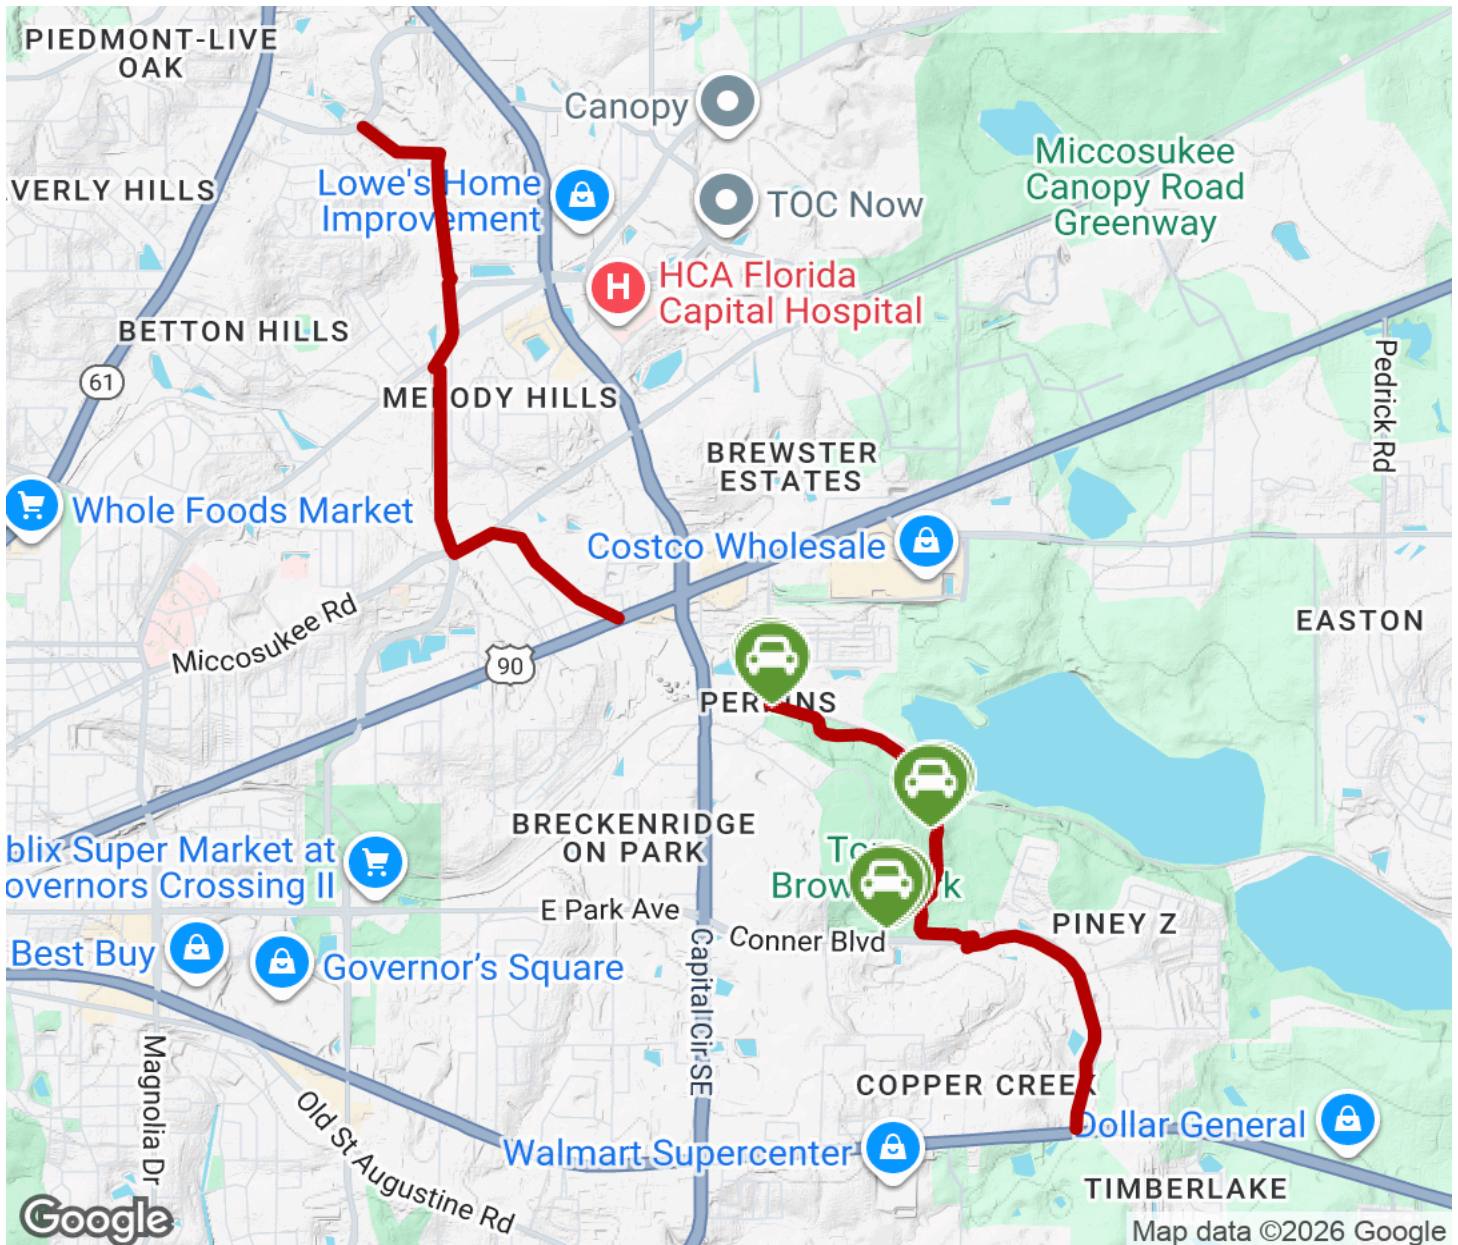 PIEDMONT-LIVE
OAK
Canopy
Miccosukee
Canopy Road
Greenway
VERLY HILLS
Lowe's Home
Improvement
TOC Now
HCA Florida
Capital Hospital
H
BETTON HILLS
61
MELODY HILLS
Pedrick Rd
BREWSTER
ESTATES
Whole Foods Market
Costco Wholesale
Miccosukee Rd
EASTON
90
PERKINS
BRECKENRIDGE
ON PARK
blix Super Market at
overnors Crossing II
To
Brow k
E Park Ave
PINEY Z
Conner Blvd
Best Buy
Governor's Square
Capital Cir SE
Magnolia Dr
COPPER CREEK
Old St Augustine Rd
Dollar General
Walmart Supercenter
TIMBERLAKE
Google
Map data ©2026 Google